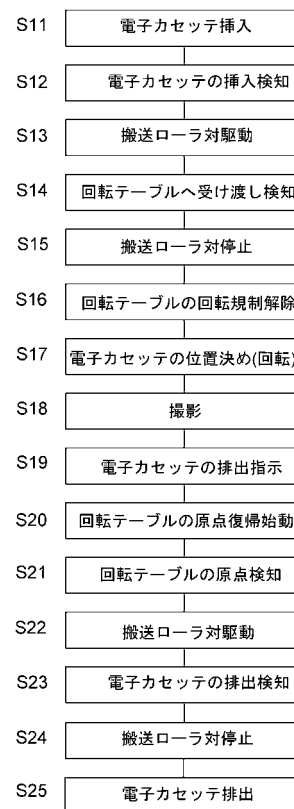 S11 電子カセッテ挿入
S12 電子カセッテの挿入検知
S13 搬送ローラ対駆動
S14 回転テーブルへ受け渡し検知
S15 搬送ローラ対停止
S16 回転テーブルの回転規制解除
S17 電子カセッテの位置決め(回転)
S18 撮影
S19 電子カセッテの排出指示
S20 回転テーブルの原点復帰始動
S21 回転テーブルの原点検知
S22 搬送ローラ対駆動
S23 電子カセッテの排出検知
S24 搬送ローラ対停止
S25 電子カセッテ排出